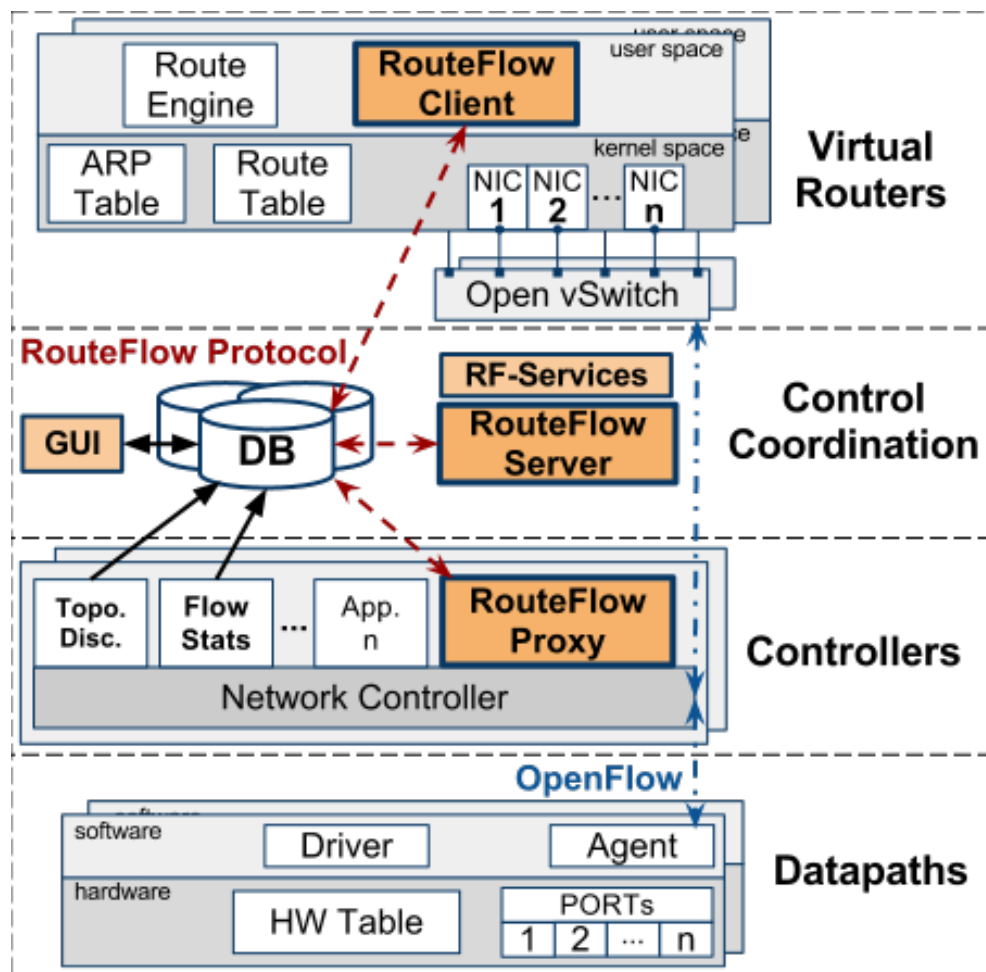 user space
user space
Route
Engine
RouteFlow
Client
Virtual
Routers
kernel space
ARP
Table
Route
Table
NIC
1
NIC
2
...
NIC
n
Open vSwitch
RouteFlow Protocol
RF-Services
RouteFlow
Server
GUI
DB
Control
Coordination
Topo.
Disc.
Flow
Stats
...
App.
n
RouteFlow
Proxy
Controllers
Network Controller
OpenFlow
software
Driver
Agent
Datapaths
hardware
HW Table
PORTs
1 2 ... n